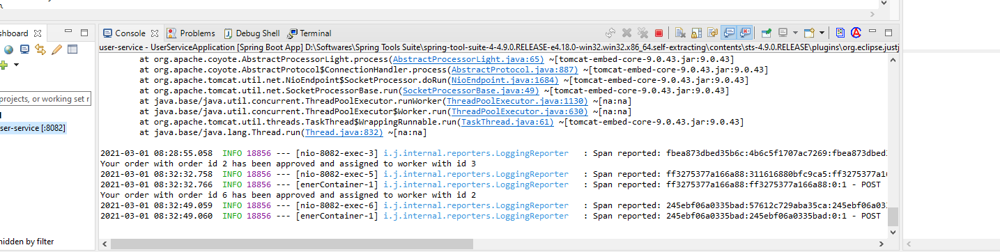 shboard
Console Problems Debug Shell Terminal
user-service - UserServiceApplication [Spring Boot App] D:\Softwares\Spring Tools Suite\spring-tool-suite-4-4.9.0.RELEASE-e4.18.0-win32.win32.x86_64.self-extracting\contents\sts-4.9.0.RELEASE\plugins\org.eclipse.justj
projects, or working set
ser-service [:8082]
at org.apache.coyote.AbstractProcessorLight.process(AbstractProcessorLight.java:65) ~[tomcat-embed-core-9.0.43.jar:9.0.43]
at org.apache.coyote.AbstractProtocol$ConnectionHandler.process(AbstractProtocol.java:887) ~[tomcat-embed-core-9.0.43.jar:9.0.43]
at org.apache.tomcat.util.net.NioEndpoint$SocketProcessor.doRun(NioEndpoint.java:1684) ~[tomcat-embed-core-9.0.43.jar:9.0.43]
at org.apache.tomcat.util.net.SocketProcessorBase.run(SocketProcessorBase.java:49) ~[tomcat-embed-core-9.0.43.jar:9.0.43]
at java.base/java.util.concurrent.ThreadPoolExecutor.runWorker(ThreadPoolExecutor.java:1130) ~[na:na]
at java.base/java.util.concurrent.ThreadPoolExecutor$Worker.run(ThreadPoolExecutor.java:630) ~[na:na]
at org.apache.tomcat.util.threads.TaskThread$WrappingRunnable.run(TaskThread.java:61) ~[tomcat-embed-core-9.0.43.jar:9.0.43]
at java.base/java.lang.Thread.run(Thread.java:832) ~[na:na]
2021-03-01 08:28:55.058 INFO 18856 --- [nio-8082-exec-3] i.j.internal.reporters.LoggingReporter : Span reported: fbea873dbed35b6c:4b6c5f1707ac7269:fbea873dbed
Your order with order id 2 has been approved and assigned to worker with id 3
2021-03-01 08:32:32.758 INFO 18856 --- [nio-8082-exec-5] i.j.internal.reporters.LoggingReporter : Span reported: ff3275377a166a88:311616880bfc9ca5:ff3275377a1
2021-03-01 08:32:32.766 INFO 18856 --- [enerContainer-1] i.j.internal.reporters.LoggingReporter : Span reported: ff3275377a166a88:ff3275377a166a88:0:1 - POST
Your order with order id 6 has been approved and assigned to worker with id 2
2021-03-01 08:32:49.059 INFO 18856 --- [nio-8082-exec-6] i.j.internal.reporters.LoggingReporter : Span reported: 245ebf06a0335bad:57612c729aba35ca:245ebf06a03
2021-03-01 08:32:49.060 INFO 18856 --- [enerContainer-1] i.j.internal.reporters.LoggingReporter : Span reported: 245ebf06a0335bad:245ebf06a0335bad:0:1 - POST
hidden by filter